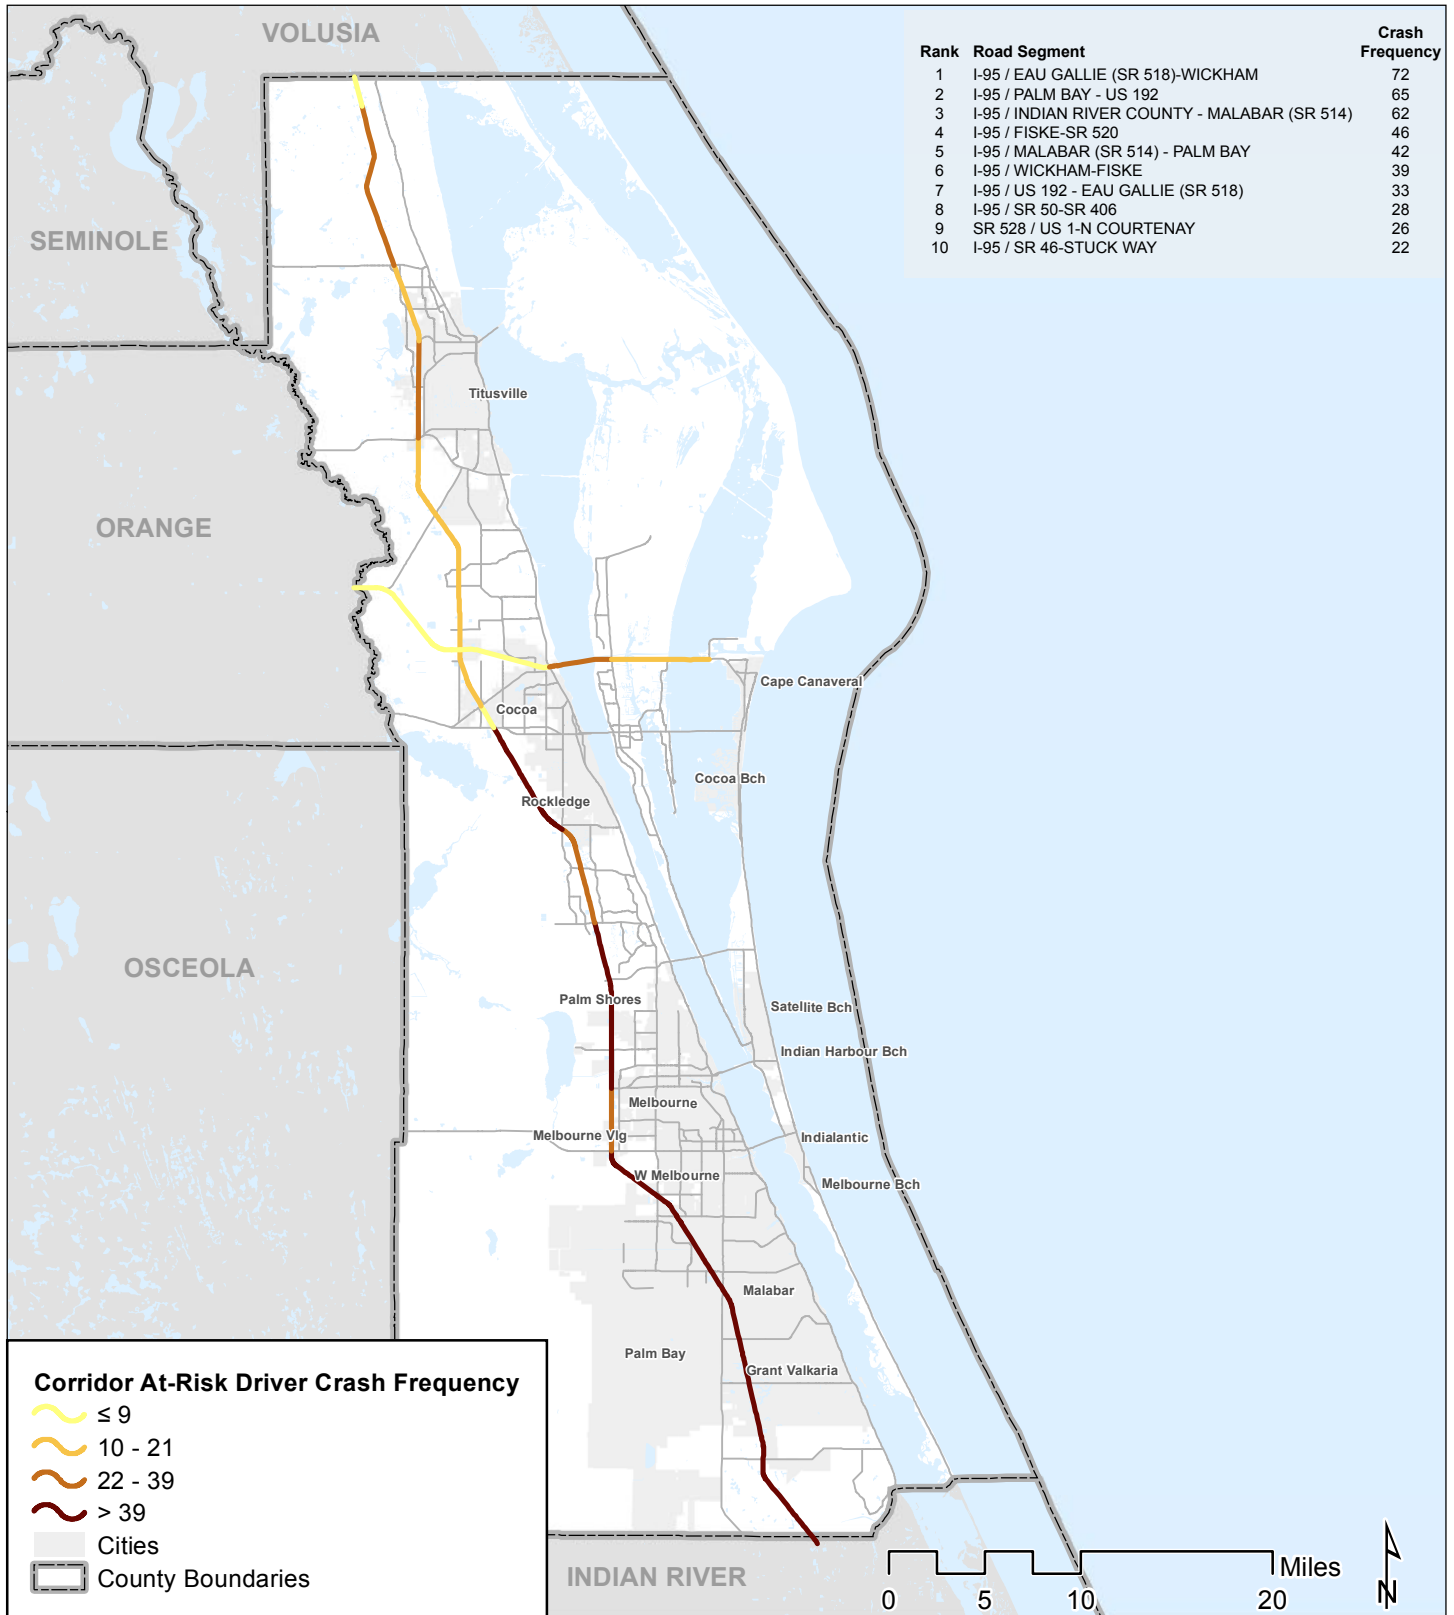 VOLUSIA
Crash
Rank Road Segment Frequency
1 I-95 / EAU GALLIE (SR 518)-WICKHAM 72
2 I-95 / PALM BAY - US 192 65
3 I-95 / INDIAN RIVER COUNTY - MALABAR (SR 514) 62
4 I-95 / FISKE-SR 520 46
5 I-95 / MALABAR (SR 514) - PALM BAY 42
6 I-95 / WICKHAM-FISKE 39
7 I-95 / US 192 - EAU GALLIE (SR 518) 33
8 I-95 / SR 50-SR 406 28
9 SR 528 / US 1-N COURTENAY 26
10 I-95 / SR 46-STUCK WAY 22
SEMINOLE
Titusville
ORANGE
Cape Canaveral
Cocoa
Cocoa Bch
Rockledge
OSCEOLA
Palm Shores
Satellite Bch
Indian Harbour Bch
Melbourne
Melbourne Vlg
Indialantic
W Melbourne
Melbourne Bch
Malabar
Palm Bay
Grant Valkaria
Corridor At-Risk Driver Crash Frequency
≤ 9
10 - 21
22 - 39
> 39
Cities
County Boundaries
INDIAN RIVER
Miles
0 5 10 20
N